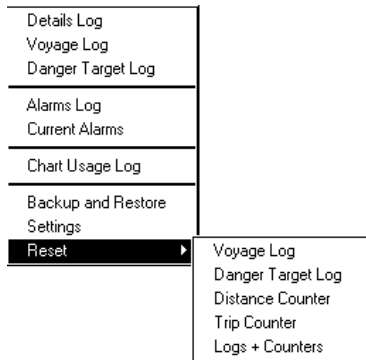 Details Log
Voyage Log
Danger Target Log
Alarms Log
Current Alarms
Chart Usage Log
Backup and Restore
Settings
Reset
Voyage Log
Danger Target Log
Distance Counter
Trip Counter
Logs + Counters